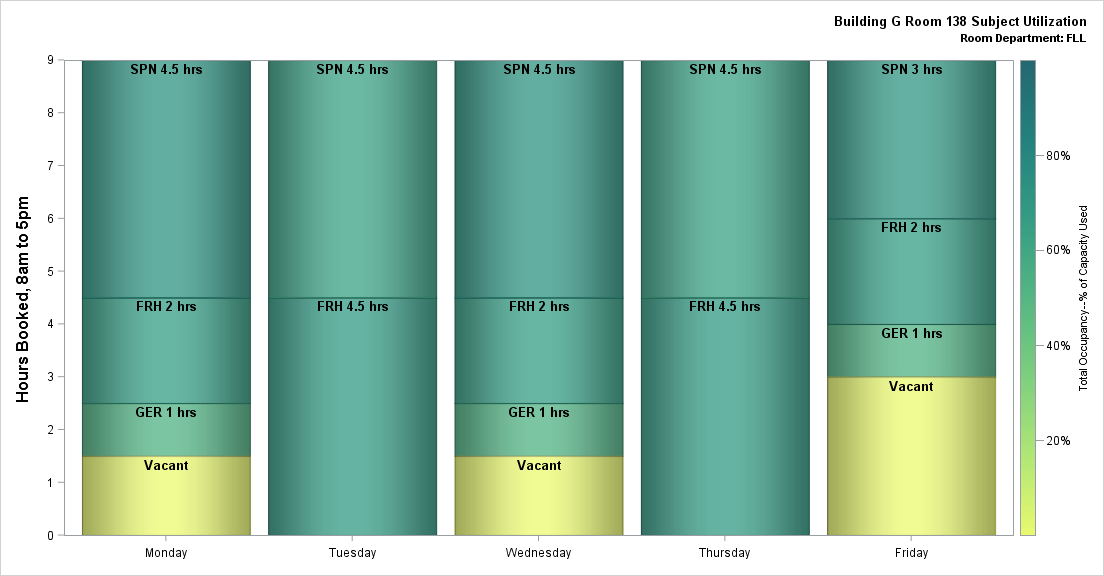 Building G Room 138 Subject Utilization
Room Department: FLL
Hours Booked, 8am to 5pm
9
8
7
6
5
4
3
2
1
0
SPN 4.5 hrs
FRH 2 hrs
GER 1 hrs
Vacant
SPN 4.5 hrs
FRH 4.5 hrs
SPN 4.5 hrs
FRH 2 hrs
GER 1 hrs
Vacant
SPN 4.5 hrs
FRH 4.5 hrs
SPN 3 hrs
FRH 2 hrs
GER 1 hrs
Vacant
Monday
Tuesday
Wednesday
Thursday
Friday
80%
60%
40%
20%
Total Occupancy--% of Capacity Used